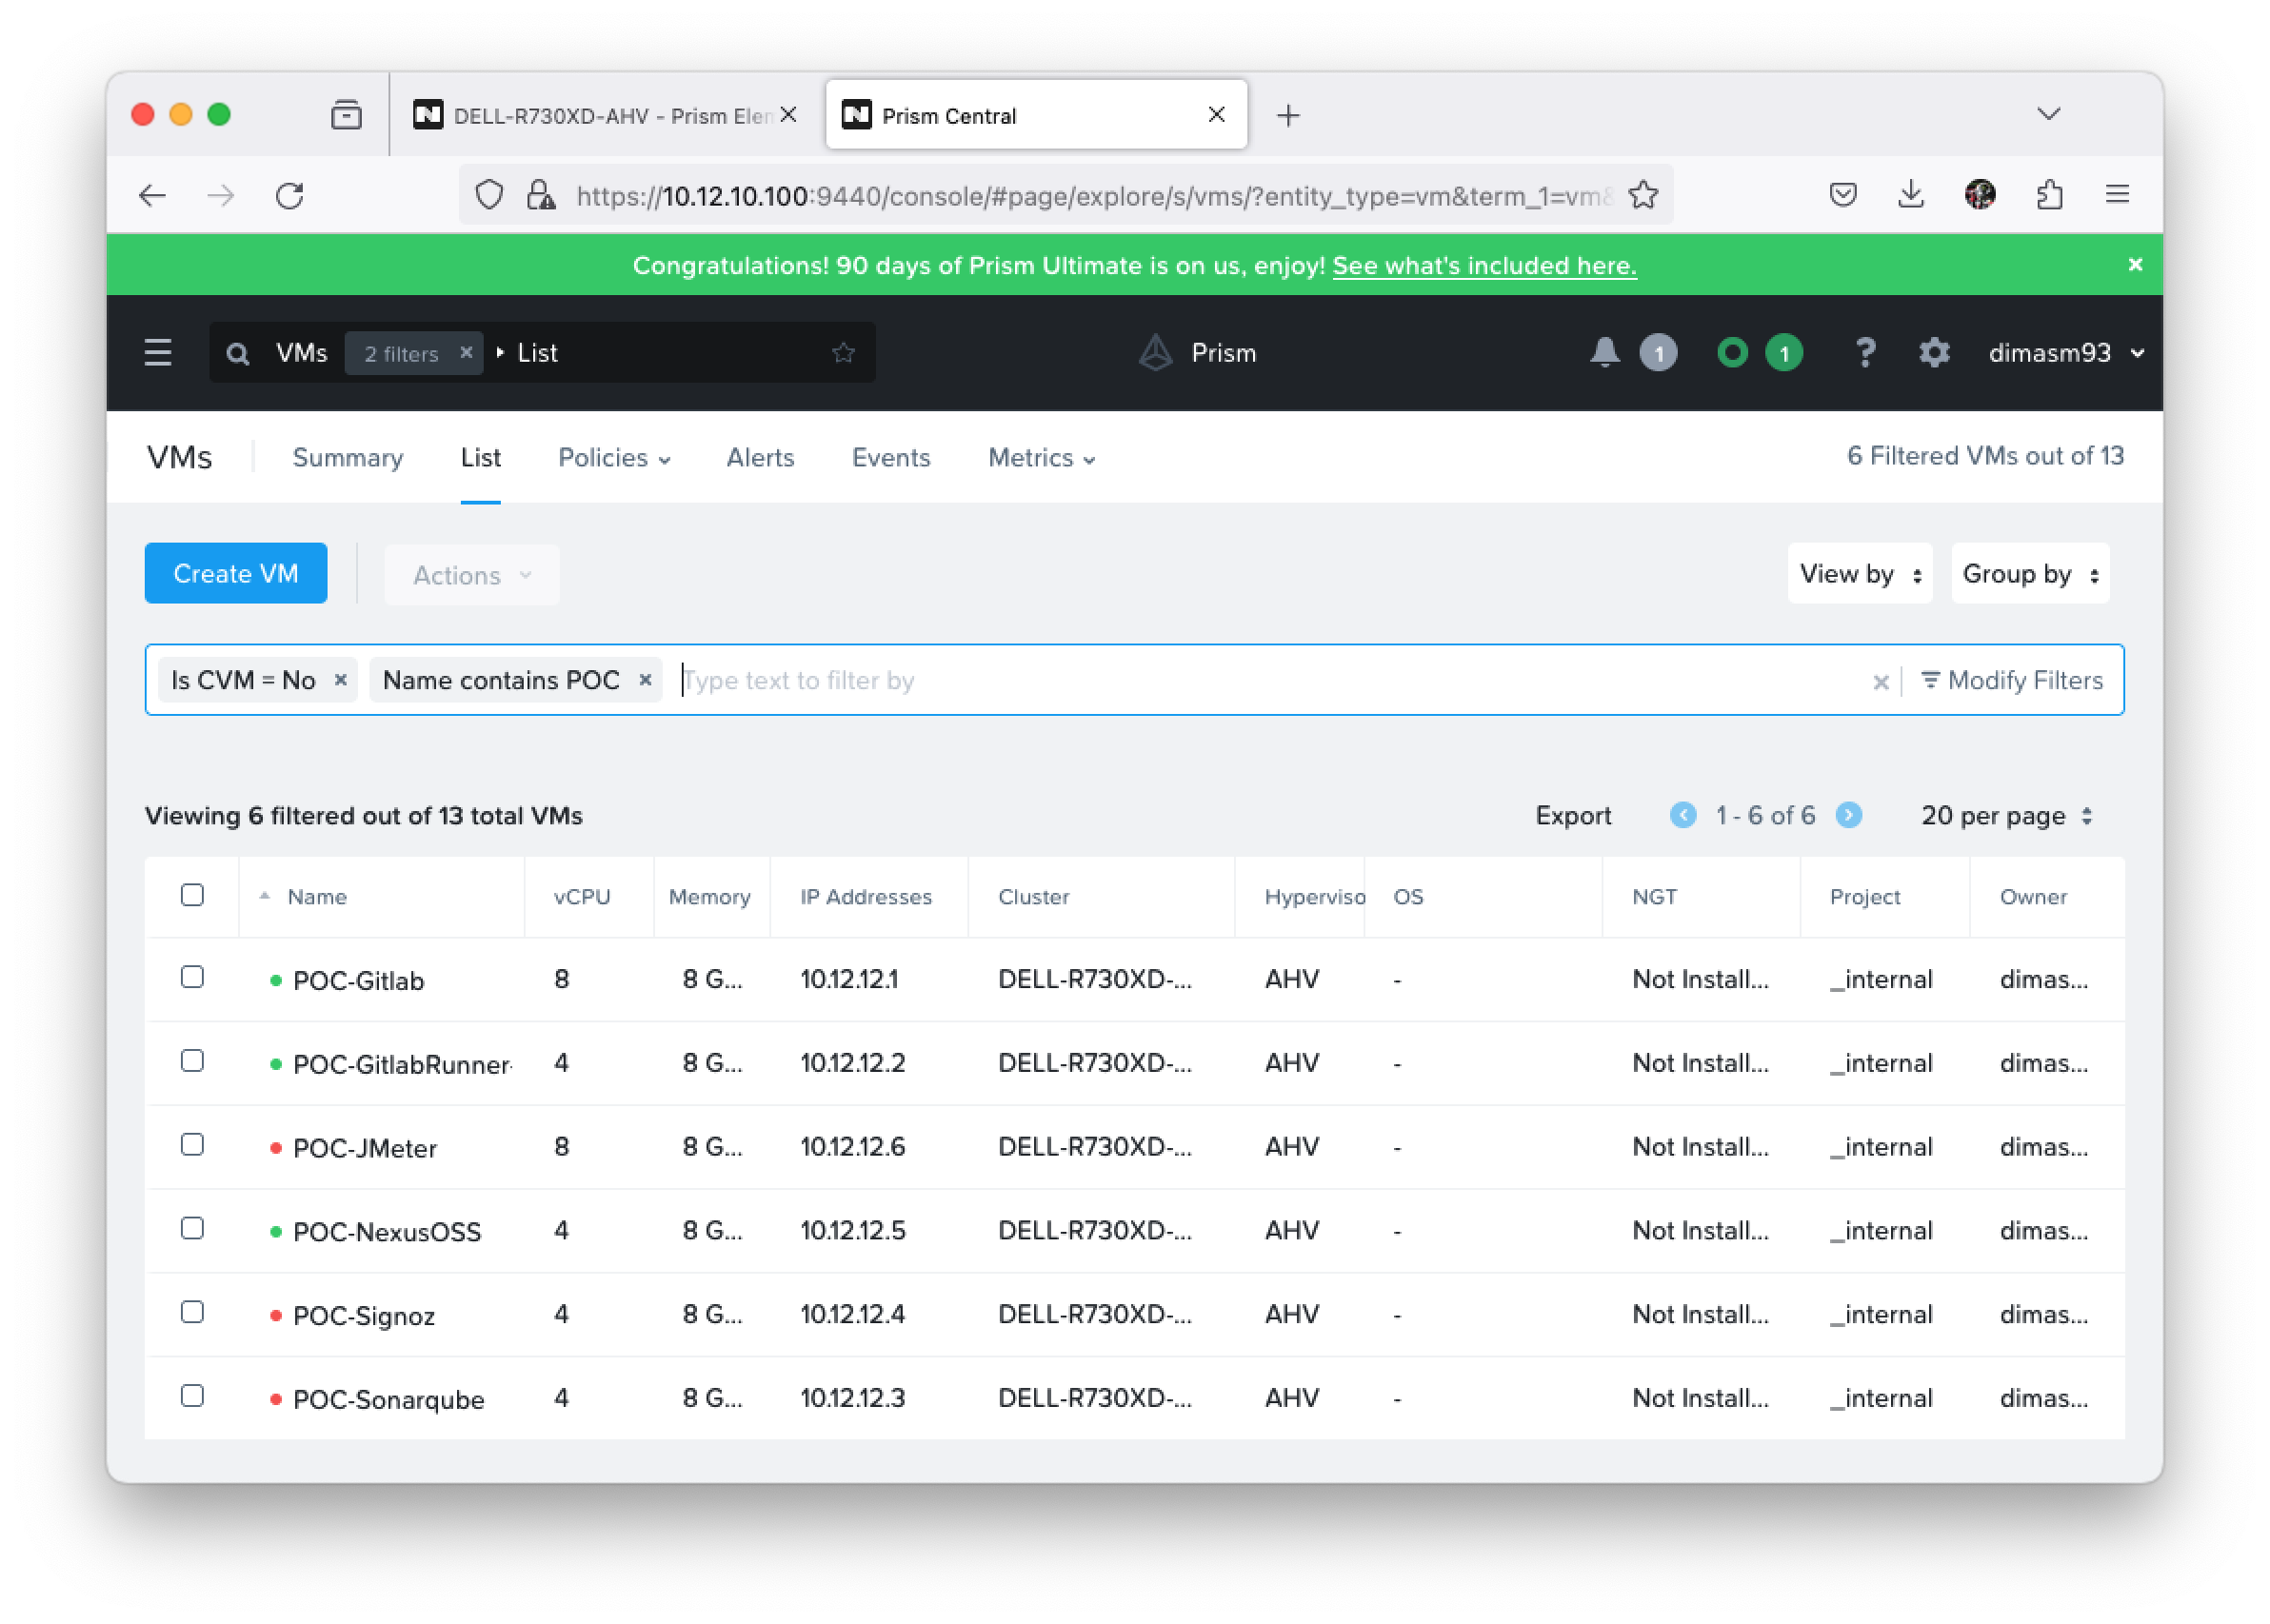 DELL-R730XD-AHV - Prism Elem
Prism Central
https://10.12.10.100:9440/console/#page/explore/s/vms/?entity_type=vm&term_1=vm&
Congratulations! 90 days of Prism Ultimate is on us, enjoy! See what's included here.
VMs 2 filters List
Prism
1 1 ? dimasm93
VMs Summary List Policies Alerts Events Metrics 6 Filtered VMs out of 13
Create VM Actions View by Group by
Is CVM = No Name contains POC Type text to filter by Modify Filters
Viewing 6 filtered out of 13 total VMs Export 1 - 6 of 6 20 per page
Name vCPU Memory IP Addresses Cluster Hyperviso OS NGT Project Owner
POC-Gitlab 8 8 G... 10.12.12.1 DELL-R730XD-... AHV - Not Install... _internal dimas...
POC-GitlabRunner- 4 8 G... 10.12.12.2 DELL-R730XD-... AHV - Not Install... _internal dimas...
POC-JMeter 8 8 G... 10.12.12.6 DELL-R730XD-... AHV - Not Install... _internal dimas...
POC-NexusOSS 4 8 G... 10.12.12.5 DELL-R730XD-... AHV - Not Install... _internal dimas...
POC-Signoz 4 8 G... 10.12.12.4 DELL-R730XD-... AHV - Not Install... _internal dimas...
POC-Sonarqube 4 8 G... 10.12.12.3 DELL-R730XD-... AHV - Not Install... _internal dimas...